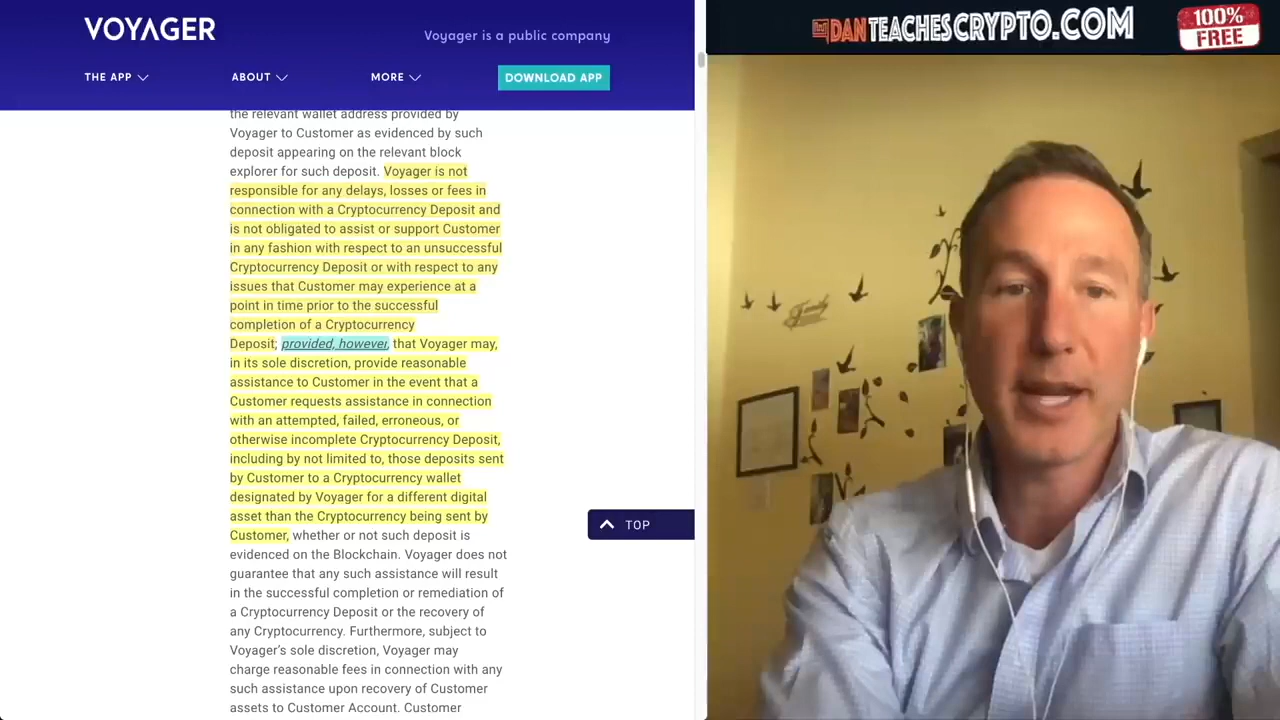 VOYAGER
Voyager is a public company
THE APP
ABOUT
MORE
DOWNLOAD APP
the relevant wallet address provided by
Voyager to Customer as evidenced by such
deposit appearing on the relevant block
explorer for such deposit. Voyager is not
responsible for any delays, losses or fees in
connection with a Cryptocurrency Deposit and
is not obligated to assist or support Customer
in any fashion with respect to an unsuccessful
Cryptocurrency Deposit or with respect to any
issues that Customer may experience at a
point in time prior to the successful
completion of a Cryptocurrency
Deposit; provided, however, that Voyager may,
in its sole discretion, provide reasonable
assistance to Customer in the event that a
Customer requests assistance in connection
with an attempted, failed, erroneous, or
otherwise incomplete Cryptocurrency Deposit,
including by not limited to, those deposits sent
by Customer to a Cryptocurrency wallet
designated by Voyager for a different digital
asset than the Cryptocurrency being sent by
Customer, whether or not such deposit is
evidenced on the Blockchain. Voyager does not
guarantee that any such assistance will result
in the successful completion or remediation of
a Cryptocurrency Deposit or the recovery of
any Cryptocurrency. Furthermore, subject to
Voyager's sole discretion, Voyager may
charge reasonable fees in connection with any
such assistance upon recovery of Customer
assets to Customer Account. Customer
TOP
DANTEACHESCRYPTO.COM
100%
FREE